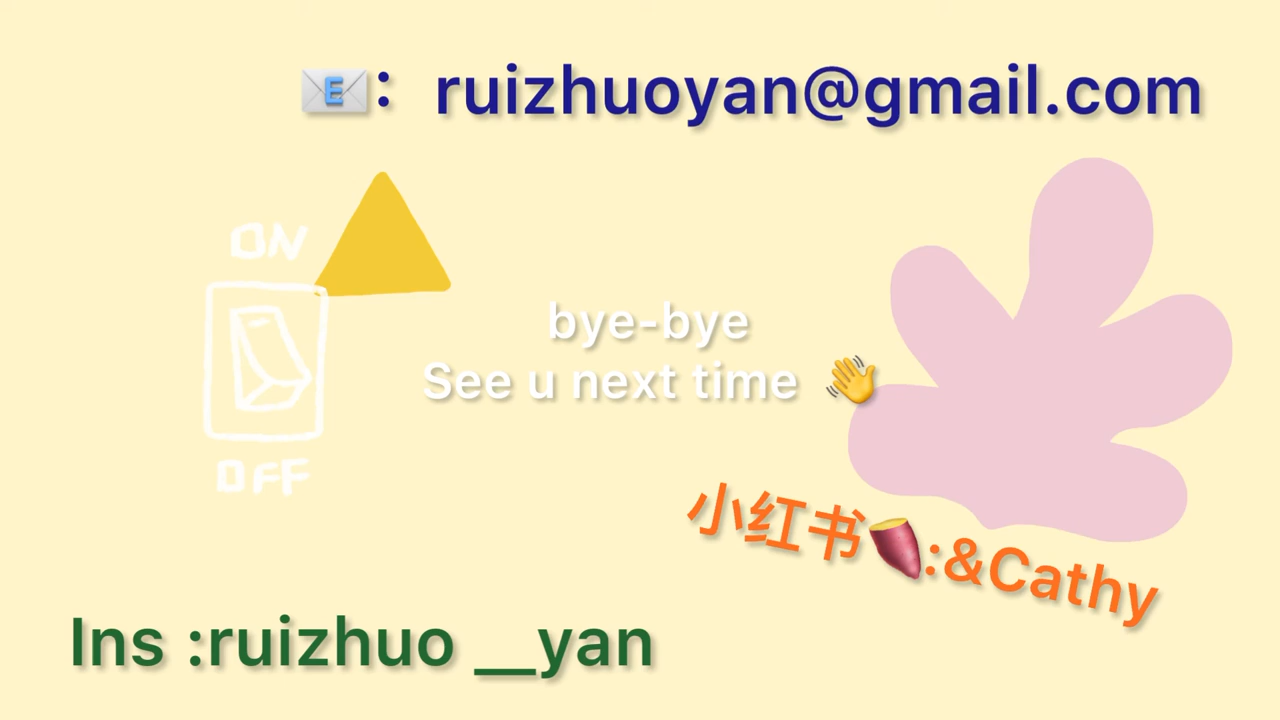 📧： ruizhuoyan@gmail.com
ON
OFF
bye-bye
See u next time 👋
小红书🍠:&Cathy
Ins :ruizhuo __yan